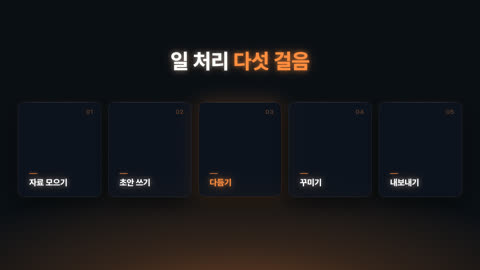 일 처리 다섯 걸음
01
자료 모으기
02
초안 쓰기
03
다듬기
04
꾸미기
05
내보내기